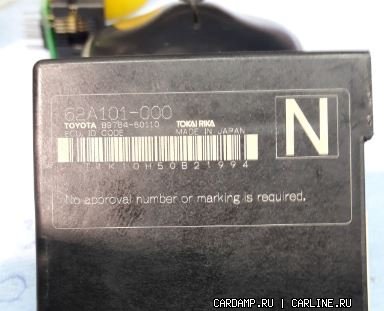 62A101-000
TOYOTA 89784-60110 TOKAI RIKA
ECU, ID CODE MADE IN JAPAN
N
No approval number or marking is required.
CARDAMP.RU | CARLINE.RU